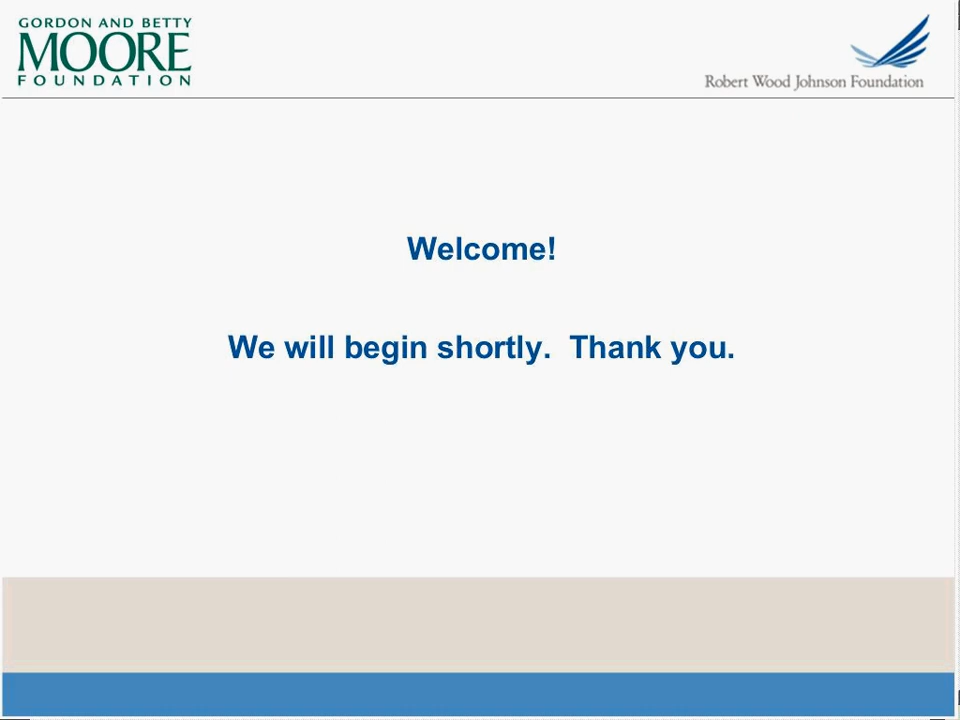 GORDON AND BETTY
MOORE
FOUNDATION
Robert Wood Johnson Foundation
Welcome!
We will begin shortly.  Thank you.